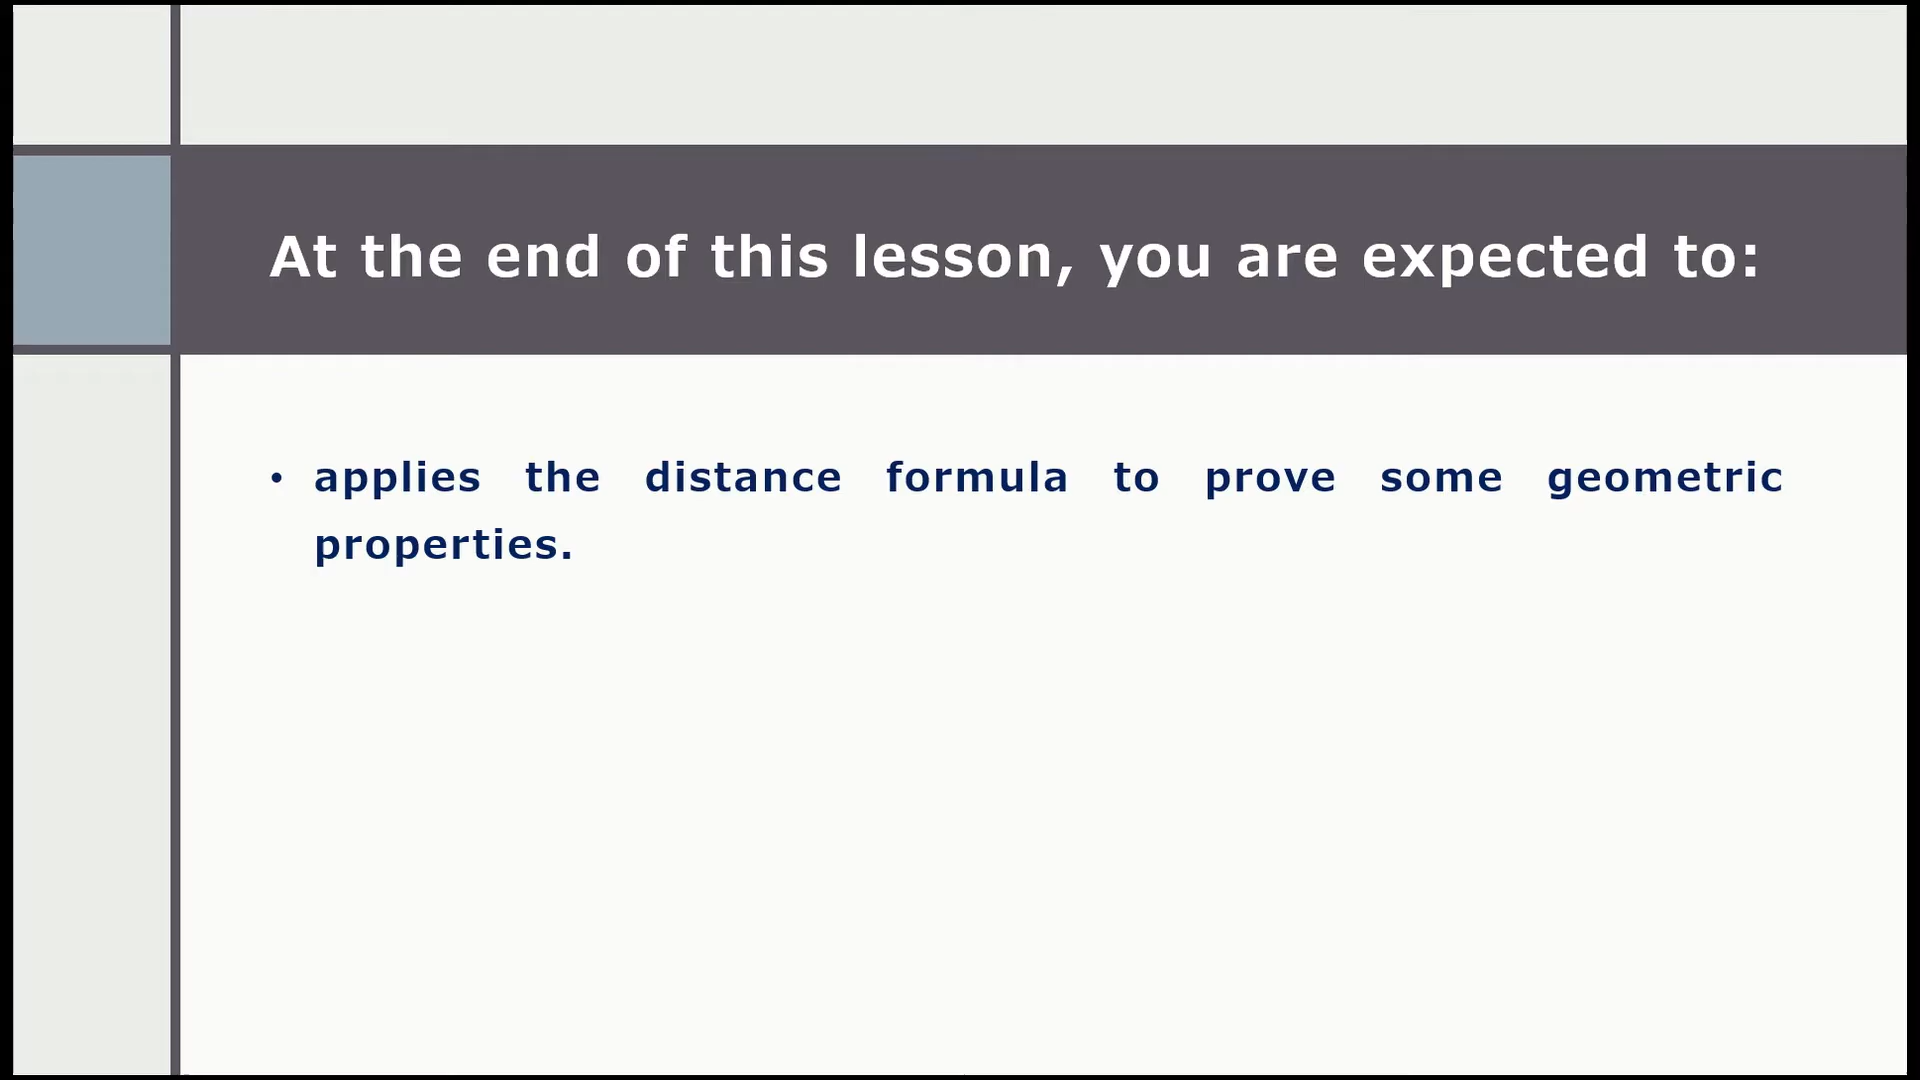 At the end of this lesson, you are expected to:
• applies the distance formula to prove some geometric
properties.